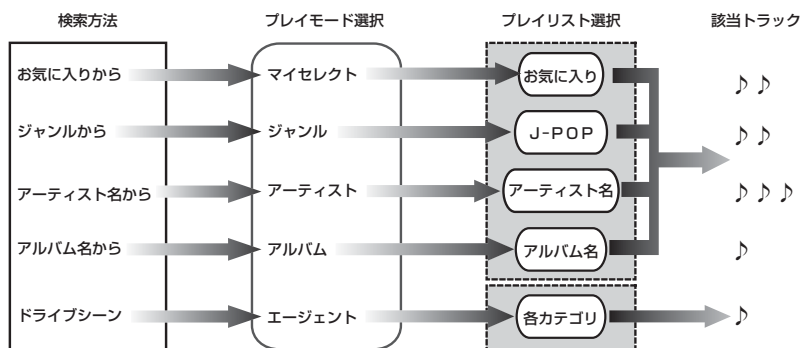 検索方法 プレイモード選択 プレイリスト選択 該当トラック
お気に入りから マイセレクト お気に入り
ジャンルから ジャンル J-POP
アーティスト名から アーティスト アーティスト名
アルバム名から アルバム アルバム名
ドライブシーン エージェント 各カテゴリ